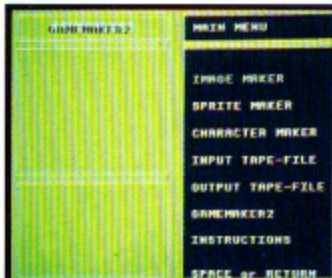 GAMEMAKER2
MAIN MENU
IMAGE MAKER
SPRITE MAKER
CHARACTER MAKER
INPUT TAPE-FILE
OUTPUT TAPE-FILE
GAMEMAKER2
INSTRUCTIONS
SPACE or RETURN